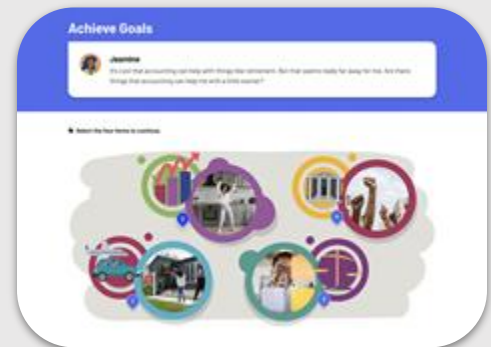 Achieve Goals
Jasmine
It's cool that accounting can help with things like retirement. But that seems really far away for me. Are there
things that accounting can help me with a little sooner?
Select the four items to continue.